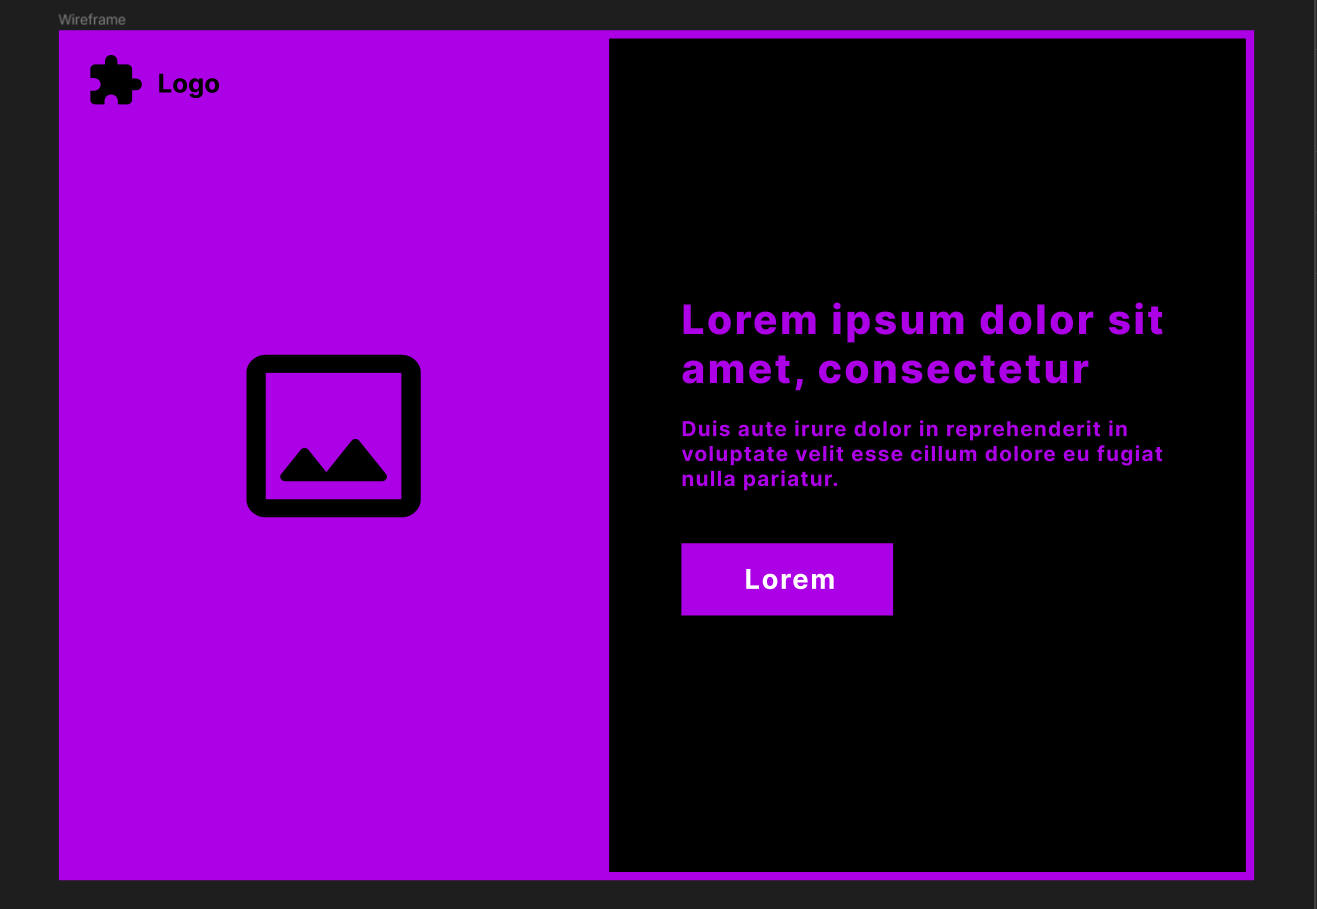 Wireframe
Logo
Lorem ipsum dolor sit
amet, consectetur
Duis aute irure dolor in reprehenderit in
voluptate velit esse cillum dolore eu fugiat
nulla pariatur.
Lorem